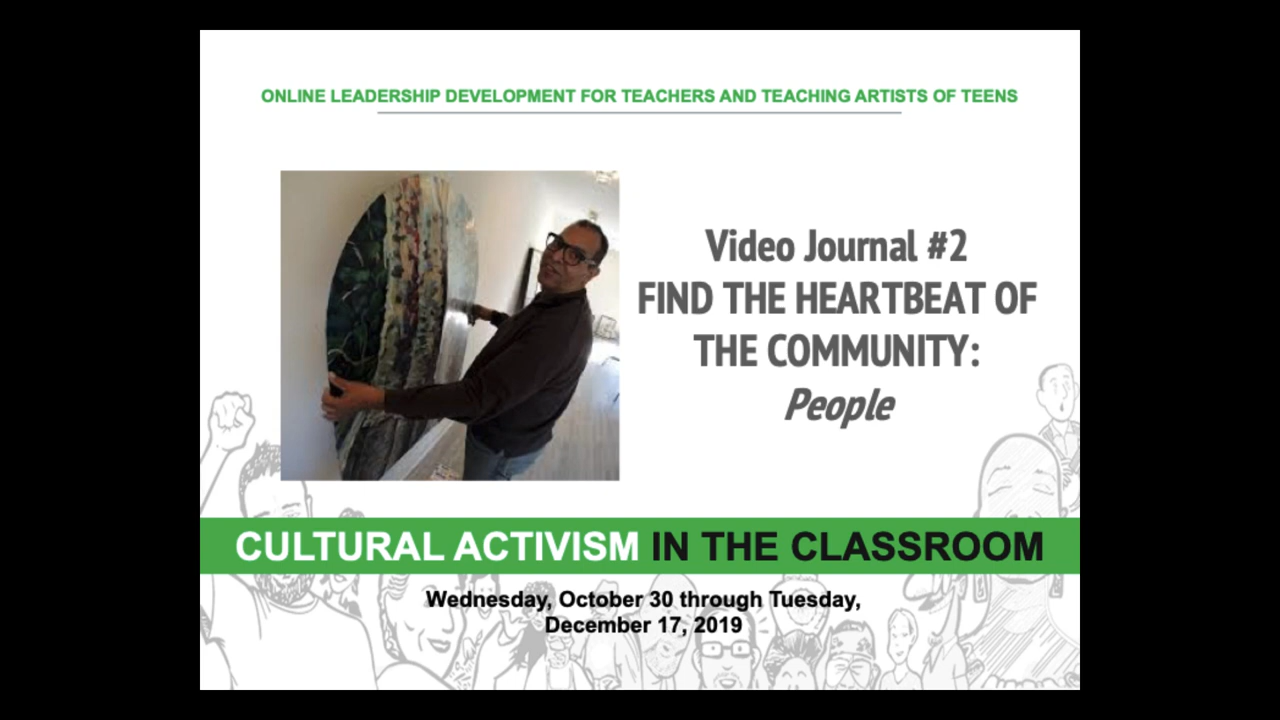 ONLINE LEADERSHIP DEVELOPMENT FOR TEACHERS AND TEACHING ARTISTS OF TEENS
Video Journal #2
FIND THE HEARTBEAT OF
THE COMMUNITY:
People
CULTURAL ACTIVISM IN THE CLASSROOM
Wednesday, October 30 through Tuesday,
December 17, 2019